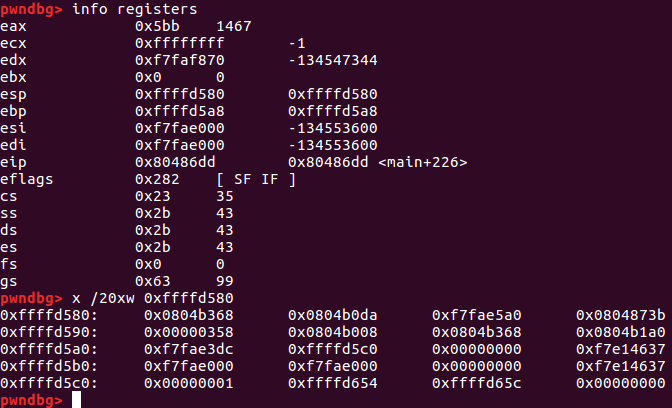 pwndbg> info registers
eax 0x5bb 1467
ecx 0xffffffff -1
edx 0xf7faf870 -134547344
ebx 0x0 0
esp 0xffffd580 0xffffd580
ebp 0xffffd5a8 0xffffd5a8
esi 0xf7fae000 -134553600
edi 0xf7fae000 -134553600
eip 0x80486dd 0x80486dd <main+226>
eflags 0x282 [ SF IF ]
cs 0x23 35
ss 0x2b 43
ds 0x2b 43
es 0x2b 43
fs 0x0 0
gs 0x63 99
pwndbg> x /20xw 0xffffd580
0xffffd580: 0x0804b368 0x0804b0da 0xf7fae5a0 0x0804873b
0xffffd590: 0x00000358 0x0804b008 0x0804b368 0x0804b1a0
0xffffd5a0: 0xf7fae3dc 0xffffd5c0 0x00000000 0xf7e14637
0xffffd5b0: 0xf7fae000 0xf7fae000 0x00000000 0xf7e14637
0xffffd5c0: 0x00000001 0xffffd654 0xffffd65c 0x00000000
pwndbg>